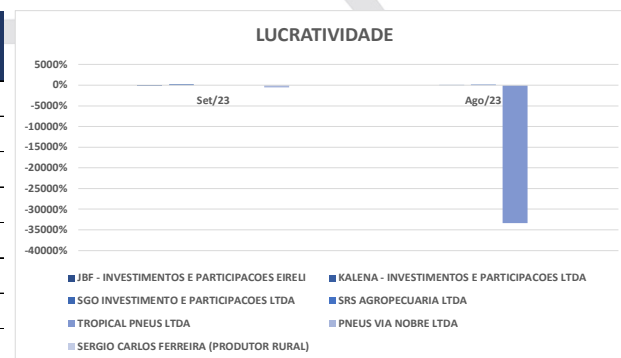 LUCRATIVIDADE
5000%
0%
-5000%
-10000%
-15000%
-20000%
-25000%
-30000%
-35000%
-40000%
Set/23 Ago/23
JBF - INVESTIMENTOS E PARTICIPACOES EIRELI KALENA - INVESTIMENTOS E PARTICIPACOES LTDA
SGO INVESTIMENTO E PARTICIPACOES LTDA SRS AGROPECUARIA LTDA
TROPICAL PNEUS LTDA PNEUS VIA NOBRE LTDA
SERGIO CARLOS FERREIRA (PRODUTOR RURAL)